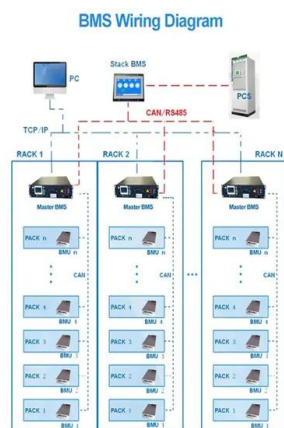 BMS Wiring Diagram
Stack BMS
PC
PCS
CAN/RS485
TCP/IP
RACK 1
RACK 2
RACK N
Master BMS
Master BMS
Master BMS
PACK n
BMU n
PACK n
BMU n
PACK n
BMU n
CAN
CAN
CAN
PACK 4
BMU 4
PACK 4
BMU 4
PACK 4
BMU 4
PACK 3
BMU 3
PACK 3
BMU 3
PACK 3
BMU 3
PACK 2
BMU 2
PACK 2
BMU 2
PACK 2
BMU 2
PACK 1
BMU 1
PACK 1
BMU 1
PACK 1
BMU 1